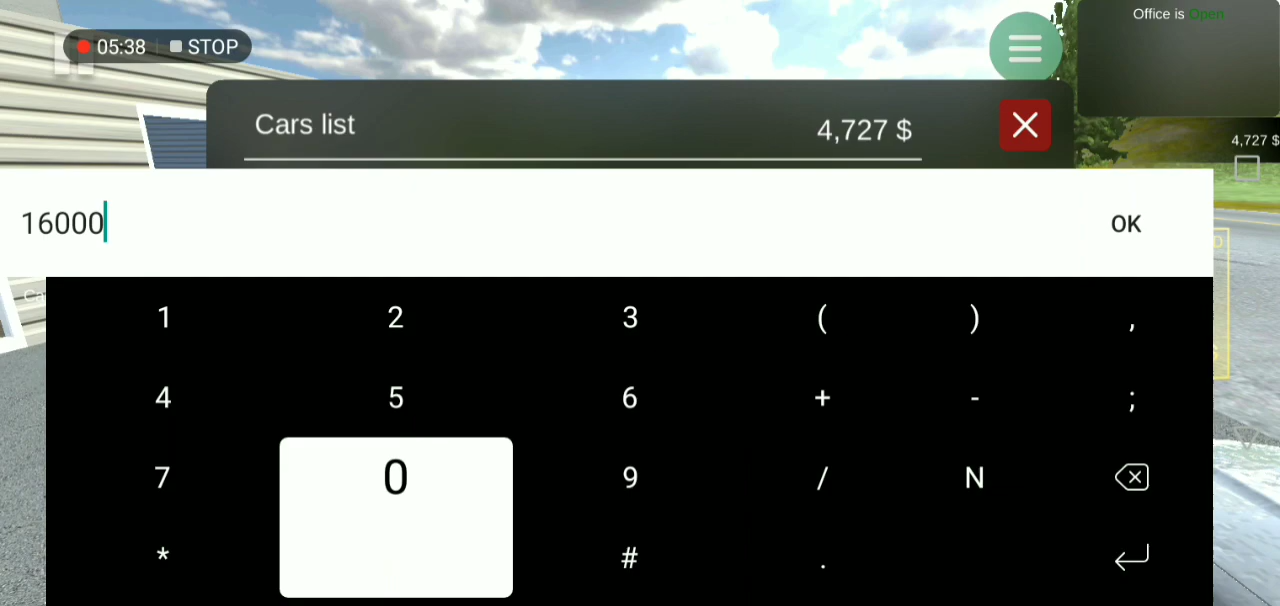 Office is Open
05:38 STOP
Cars list
4,727 $
4,727 $
16000
OK
1 2 3 ( ) ,
4 5 6 + - ;
7 0 9 / N
* # .